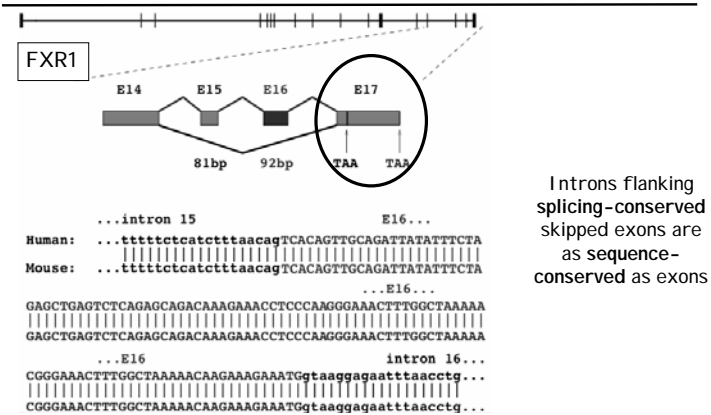 FXR1
E14 E15 E16 E17
81bp 92bp TAA TAA
Introns flanking
splicing-conserved
skipped exons are
as sequence-
conserved as exons
...intron 15 E16...
Human: ...tttttctcatctttaacagTCACAGTTGCAGATTATATTTCTA
Mouse: ...tttttctcatctttaacagTCACAGTTGCAGATTATATTTCTA
...E16...
GAGCTGAGTCTCAGAGCAGACAAAGAAACCTCCCAAGGGAAACTTTGGCTAAAAA
GAGCTGAGTCTCAGAGCAGACAAAGAAACCTCCCAAGGGAAACTTTGGCTAAAAA
...E16 intron 16...
CGGGAAACTTTGGCTAAAAACAAGAAAGAAATGgtaaggagaatttaacctg...
CGGGAAACTTTGGCTAAAAACAAGAAAGAAATGgtaaggagaatttaacctg...